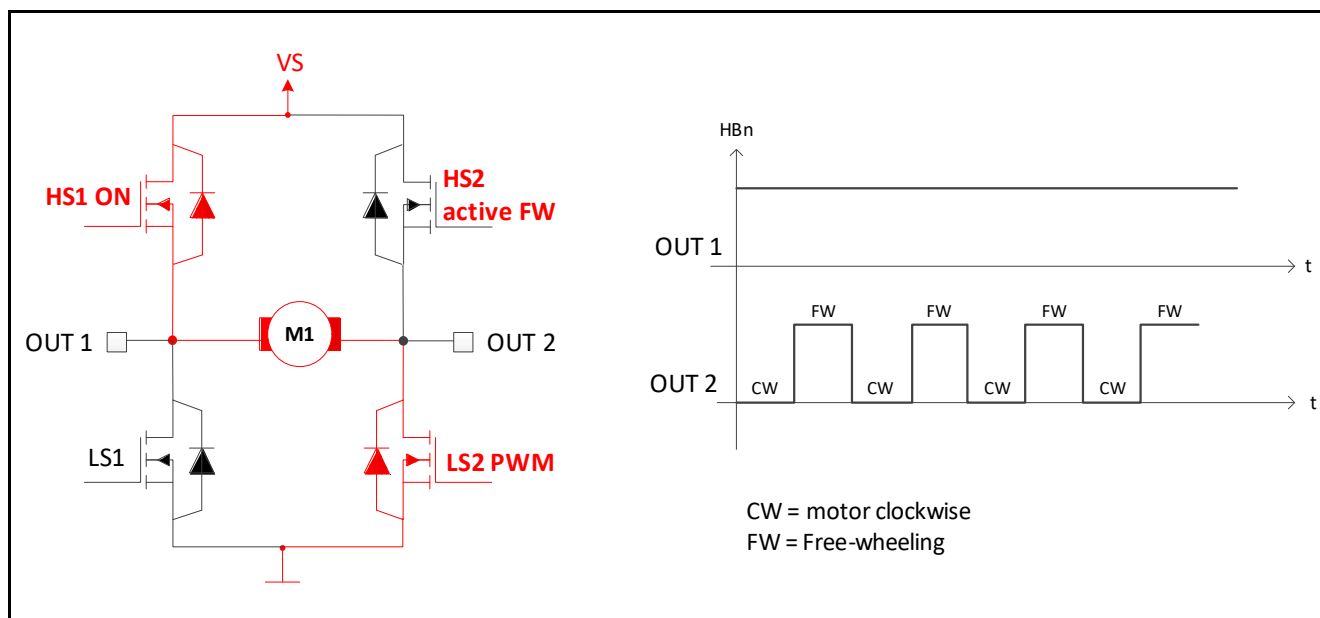 VS
HS1 ON
HS2
active FW
OUT 1
M1
OUT 2
LS1
LS2 PWM
HBn
OUT 1
t
FW
FW
FW
FW
OUT 2
CW
CW
CW
CW
t
CW = motor clockwise
FW = Free-wheeling